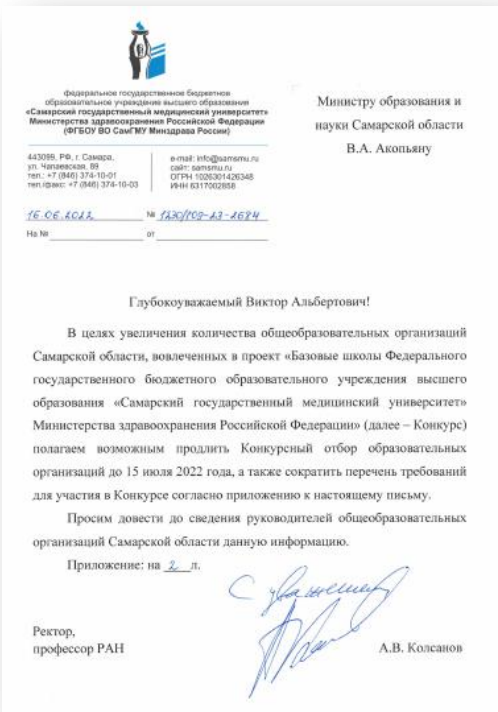 федеральное государственное бюджетное
образовательное учреждение высшего образования
«Самарский государственный медицинский университет»
Министерства здравоохранения Российской Федерации
(ФГБОУ ВО СамГМУ Минздрава России)
443099, РФ, г. Самара,
ул. Чапаевская, 89
тел.: +7 (846) 374-10-01
тел./факс: +7 (846) 374-10-03
e-mail: info@samsmu.ru
сайт: samsmu.ru
ОГРН 1026301426348
ИНН 6317002858
16.06.2022 № 1230/109-23-2684
На № от
Министру образования и
науки Самарской области
В.А. Акопьяну
Глубокоуважаемый Виктор Альбертович!
В целях увеличения количества общеобразовательных организаций
Самарской области, вовлеченных в проект «Базовые школы Федерального
государственного бюджетного образовательного учреждения высшего
образования «Самарский государственный медицинский университет»
Министерства здравоохранения Российской Федерации» (далее – Конкурс)
полагаем возможным продлить Конкурсный отбор образовательных
организаций до 15 июля 2022 года, а также сократить перечень требований
для участия в Конкурсе согласно приложению к настоящему письму.
Просим довести до сведения руководителей общеобразовательных
организаций Самарской области данную информацию.
Приложение: на 2 л.
С уважением
Ректор,
профессор РАН
А.В. Колсанов